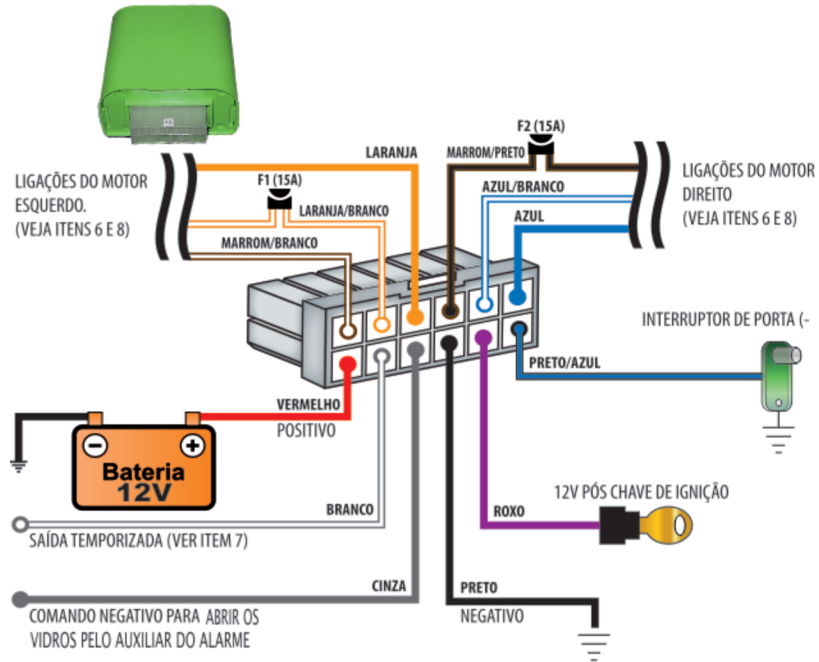 F2 (15A)
LARANJA
MARROM/PRETO
LIGAÇÕES DO MOTOR
ESQUERDO.
(VEJA ITENS 6 E 8)
F1 (15A)
LARANJA/BRANCO
MARROM/BRANCO
AZUL/BRANCO
AZUL
LIGAÇÕES DO MOTOR
DIREITO
(VEJA ITENS 6 E 8)
INTERRUPTOR DE PORTA (-
PRETO/AZUL
VERMELHO
POSITIVO
Bateria
12V
BRANCO
SAÍDA TEMPORIZADA (VER ITEM 7)
ROXO
12V PÓS CHAVE DE IGNIÇÃO
CINZA
COMANDO NEGATIVO PARA ABRIR OS
VIDROS PELO AUXILIAR DO ALARME
PRETO
NEGATIVO